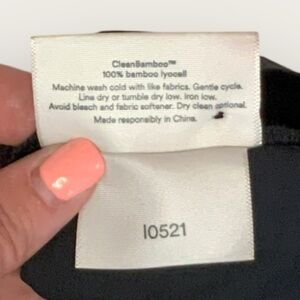 CleanBamboo™
100% bamboo lyocell
Machine wash cold with like fabrics. Gentle cycle.
Line dry or tumble dry low. Iron low.
Avoid bleach and fabric softener. Dry clean optional.
Made responsibly in China.
I0521